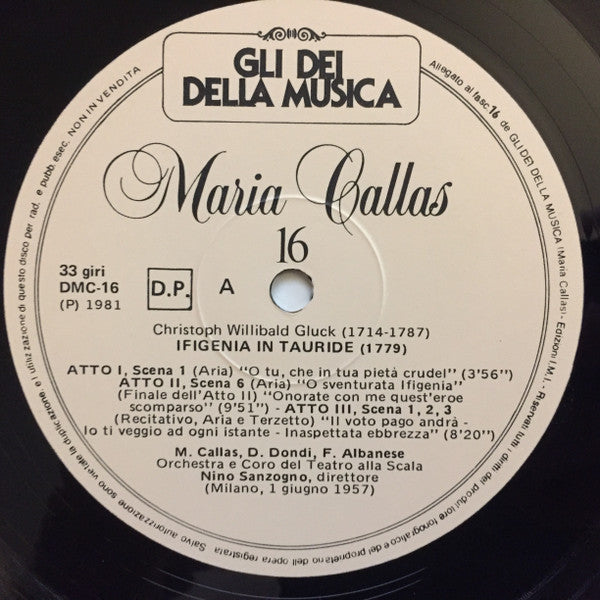 GLI DEI
DELLA MUSICA
Maria Callas
16
33 giri
DMC-16
(P) 1981
D.P.
A
Christoph Willibald Gluck (1714-1787)
IFIGENIA IN TAURIDE (1779)
ATTO I, Scena 1 (Aria) “O tu, che in tua pietà crudel” (3'56”)
ATTO II, Scena 6 (Aria) “O sventurata Ifigenia”
(Finale dell'Atto II) “Onorate con me quest'eroe
scomparso” (9'51”) - ATTO III, Scena 1, 2, 3
(Recitativo, Aria e Terzetto) “Il voto pago andrà -
Io ti veggio ad ogni istante - Inaspettata ebbrezza” (8'20”)
M. Callas, D. Dondi, F. Albanese
Orchestra e Coro del Teatro alla Scala
Nino Sanzogno, direttore
(Milano, 1 giugno 1957)
Allegato al fasc. 16 de GLI DEI DELLA MUSICA (Maria Callas) - Edizioni I.M.I. - Riservati tutti i diritti del produttore fonografico e del proprietario dell'opera registrata. Salvo autorizzazione sono vietate la duplicazione, e l'utilizzazione di questo disco per rad. e pubb. esec. NON IN VENDITA